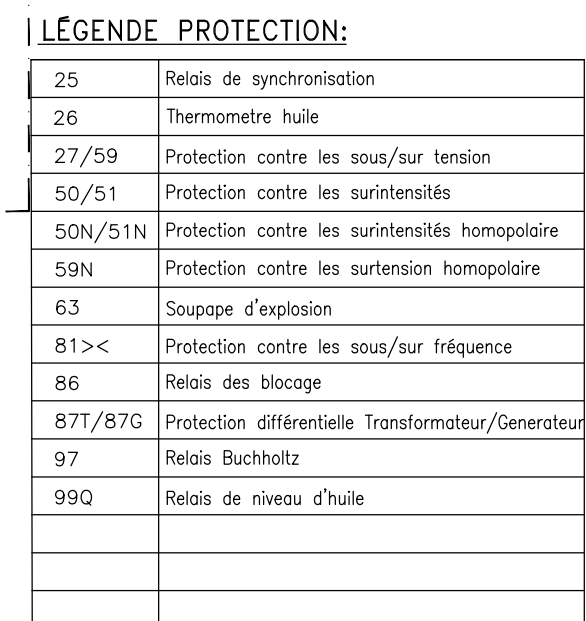 LÉGENDE PROTECTION:
25 Relais de synchronisation
26 Thermometre huile
27/59 Protection contre les sous/sur tension
50/51 Protection contre les surintensités
50N/51N Protection contre les surintensités homopolaire
59N Protection contre les surtension homopolaire
63 Soupape d'explosion
81>< Protection contre les sous/sur fréquence
86 Relais des blocage
87T/87G Protection différentielle Transformateur/Generateur
97 Relais Buchholtz
99Q Relais de niveau d'huile